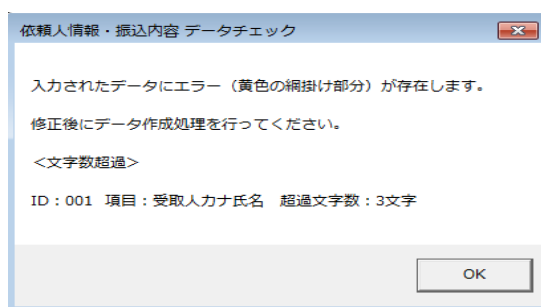 依頼人情報・振込内容 データチェック
入力されたデータにエラー（黄色の網掛け部分）が存在します。
修正後にデータ作成処理を行ってください。
＜文字数超過＞
ID：001 項目：受取人カナ氏名 超過文字数：3文字
OK